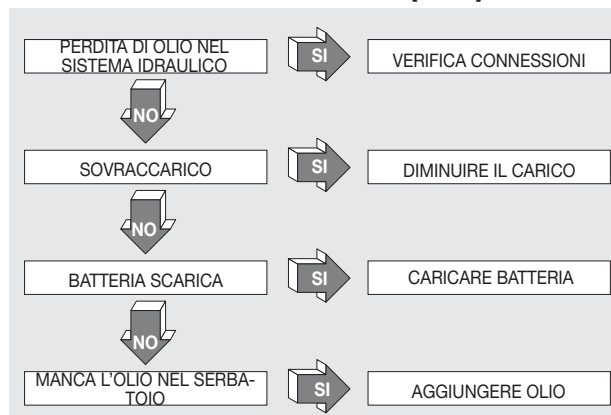 PERDITA DI OLIO NEL
SISTEMA IDRAULICO
SI
VERIFICA CONNESSIONI
NO
SOVRACCARICO
SI
DIMINUIRE IL CARICO
NO
BATTERIA SCARICA
SI
CARICARE BATTERIA
NO
MANCA L'OLIO NEL SERBA-
TOIO
SI
AGGIUNGERE OLIO